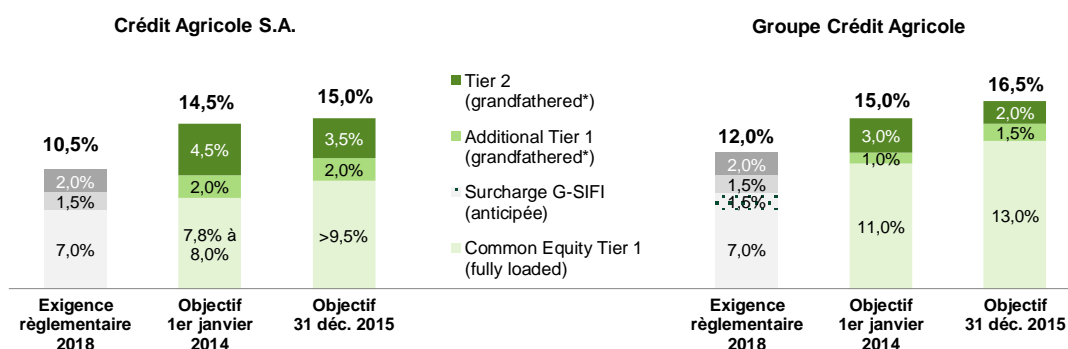 Crédit Agricole S.A.
10,5%
2,0%
1,5%
7,0%
14,5%
4,5%
2,0%
7,8% à
8,0%
15,0%
3,5%
2,0%
>9,5%
Exigence
règlementaire
2018
Objectif
1er janvier
2014
Objectif
31 déc. 2015
Tier 2
(grandfathered*)
Additional Tier 1
(grandfathered*)
Surcharge G-SIFI
(anticipée)
Common Equity Tier 1
(fully loaded)
Groupe Crédit Agricole
12,0%
2,0%
1,5%
1,5%
7,0%
15,0%
3,0%
1,0%
11,0%
16,5%
2,0%
1,5%
13,0%
Exigence
règlementaire
2018
Objectif
1er janvier
2014
Objectif
31 déc. 2015